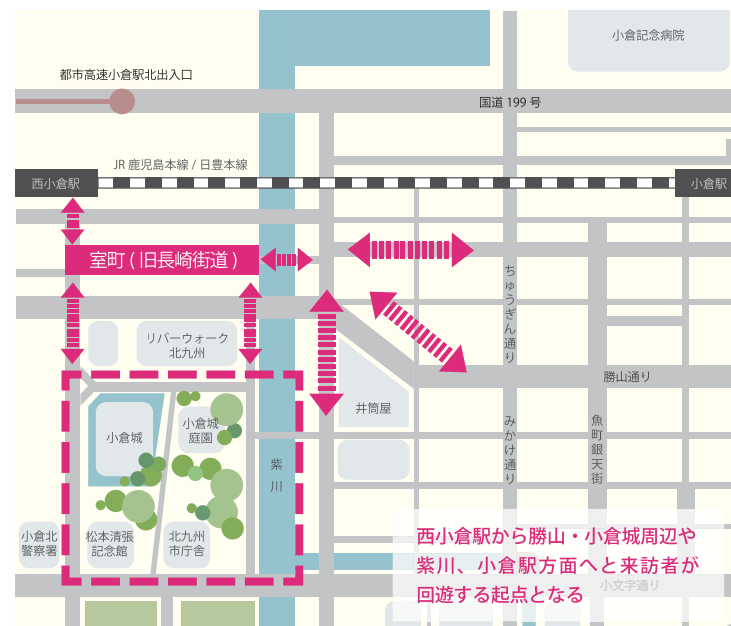 小倉記念病院
都市高速小倉駅北出入口
国道 199 号
JR 鹿児島本線 / 日豊本線
西小倉駅
小倉駅
室町 ( 旧長崎街道 )
ちゅうぎん通り
リバーウォーク
北九州
勝山通り
井筒屋
みかけ通り
魚町銀天街
小倉城
小倉城
庭園
紫川
小倉北
警察署
松本清張
記念館
北九州
市庁舎
西小倉駅から勝山・小倉城周辺や
紫川、小倉駅方面へと来訪者が
回遊する起点となる
小文字通り